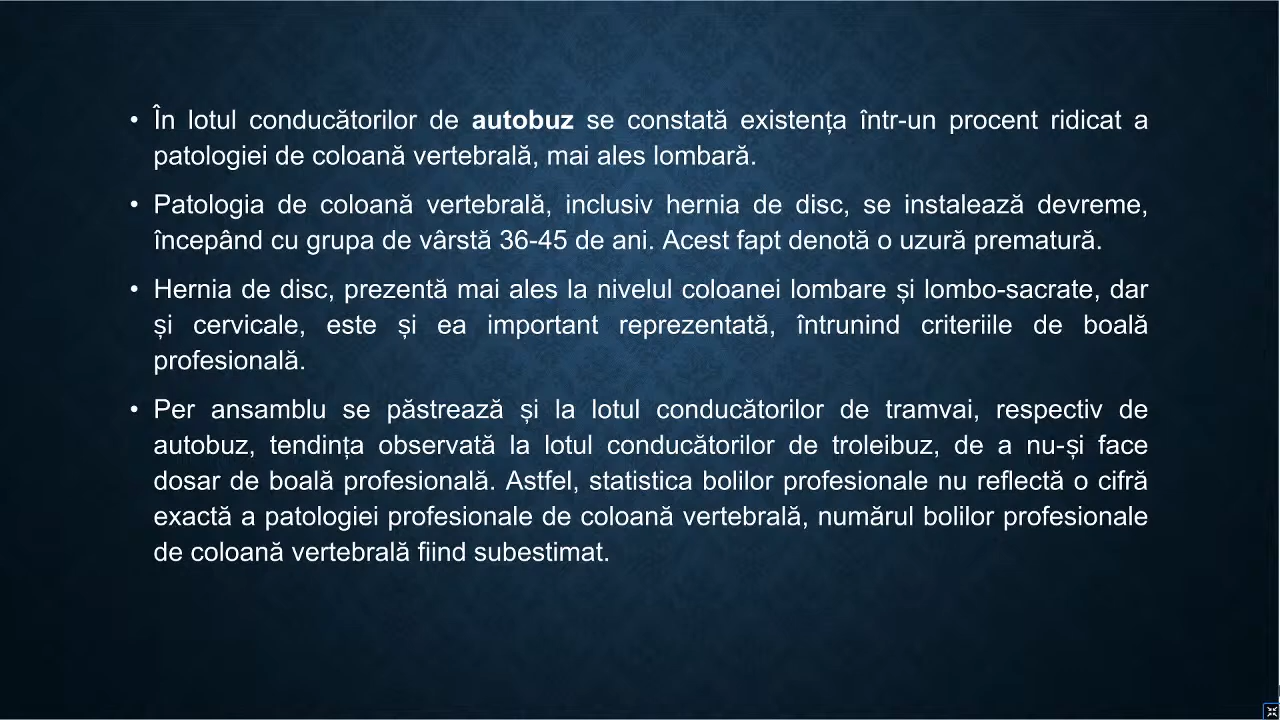 • În lotul conducătorilor de autobuz se constată existența într-un procent ridicat a
patologiei de coloană vertebrală, mai ales lombară.
• Patologia de coloană vertebrală, inclusiv hernia de disc, se instalează devreme,
începând cu grupa de vârstă 36-45 de ani. Acest fapt denotă o uzură prematură.
• Hernia de disc, prezentă mai ales la nivelul coloanei lombare și lombo-sacrate, dar
și cervicale, este și ea important reprezentată, întrunind criteriile de boală
profesională.
• Per ansamblu se păstrează și la lotul conducătorilor de tramvai, respectiv de
autobuz, tendința observată la lotul conducătorilor de troleibuz, de a nu-și face
dosar de boală profesională. Astfel, statistica bolilor profesionale nu reflectă o cifră
exactă a patologiei profesionale de coloană vertebrală, numărul bolilor profesionale
de coloană vertebrală fiind subestimat.